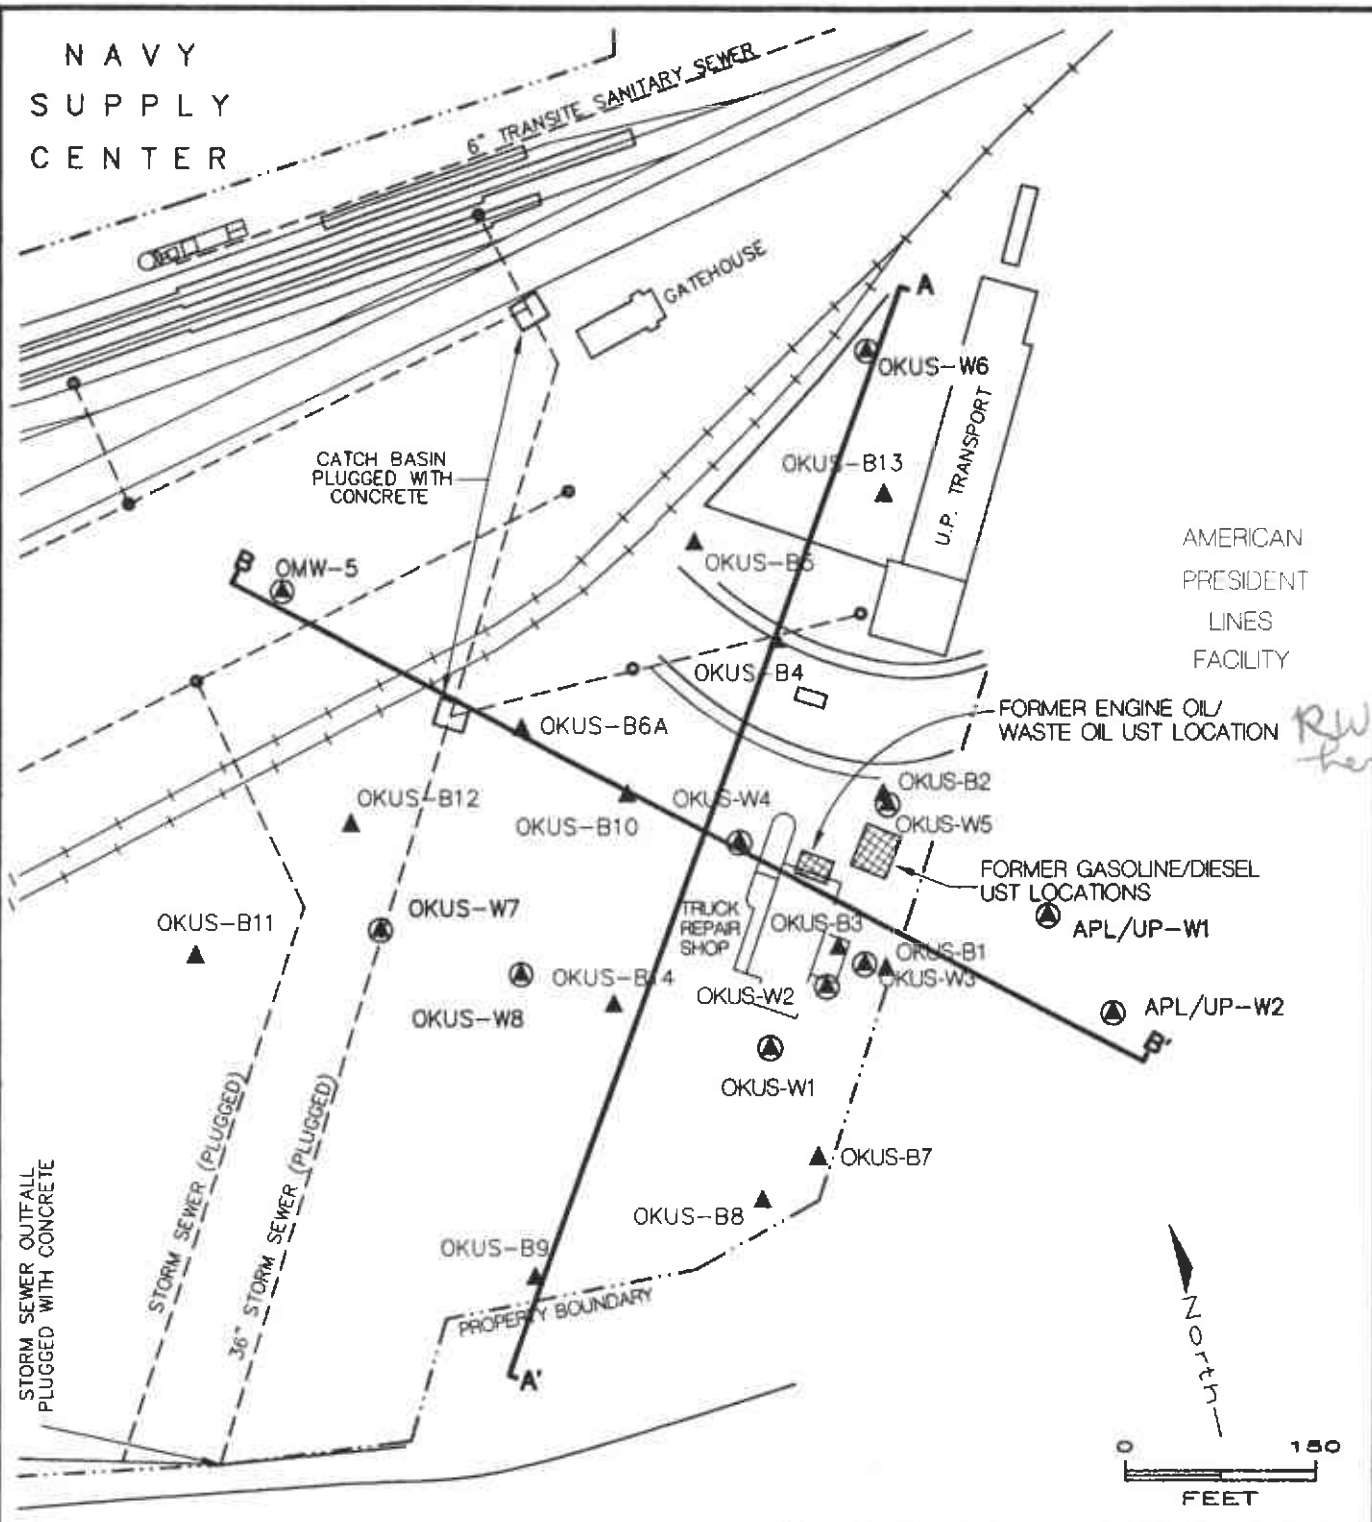 N A V Y
S U P P L Y
C E N T E R
6" TRANSITE SANITARY SEWER
GATEHOUSE
A
OKUS-W6
CATCH BASIN
PLUGGED WITH
CONCRETE
OKUS-B13
U.P. TRANSPORT
AMERICAN
PRESIDENT
LINES
FACILITY
B
OMW-5
OKUS-B5
OKUS-B4
FORMER ENGINE OIL/
WASTE OIL UST LOCATION
RW
OKUS-B6A
OKUS-B12
OKUS-B10
OKUS-W4
OKUS-B2
OKUS-W5
FORMER GASOLINE/DIESEL
UST LOCATIONS
OKUS-B11
OKUS-W7
TRUCK
REPAIR
SHOP
OKUS-B3
OKUS-B1
OKUS-W3
APL/UP-W1
OKUS-B14
OKUS-W8
OKUS-W2
APL/UP-W2
B'
OKUS-W1
STORM SEWER (PLUGGED)
36" STORM SEWER (PLUGGED)
OKUS-B7
OKUS-B8
OKUS-B9
PROPERTY BOUNDARY
A'
STORM SEWER OUTFALL
PLUGGED WITH CONCRETE
North
0 150
FEET